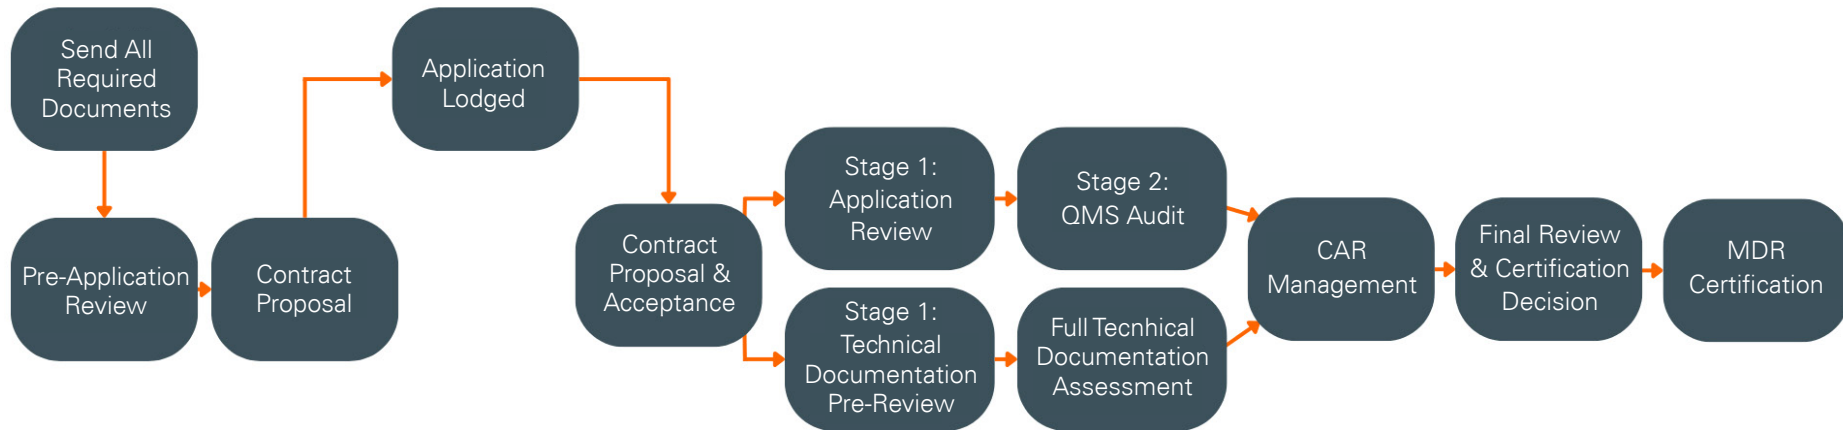 Send All
Required
Documents
Pre-Application
Review
Contract
Proposal
Application
Lodged
Contract
Proposal &
Acceptance
Stage 1:
Application
Review
Stage 2:
QMS Audit
Stage 1:
Technical
Documentation
Pre-Review
Full Tecnhical
Documentation
Assessment
CAR
Management
Final Review
& Certification
Decision
MDR
Certification